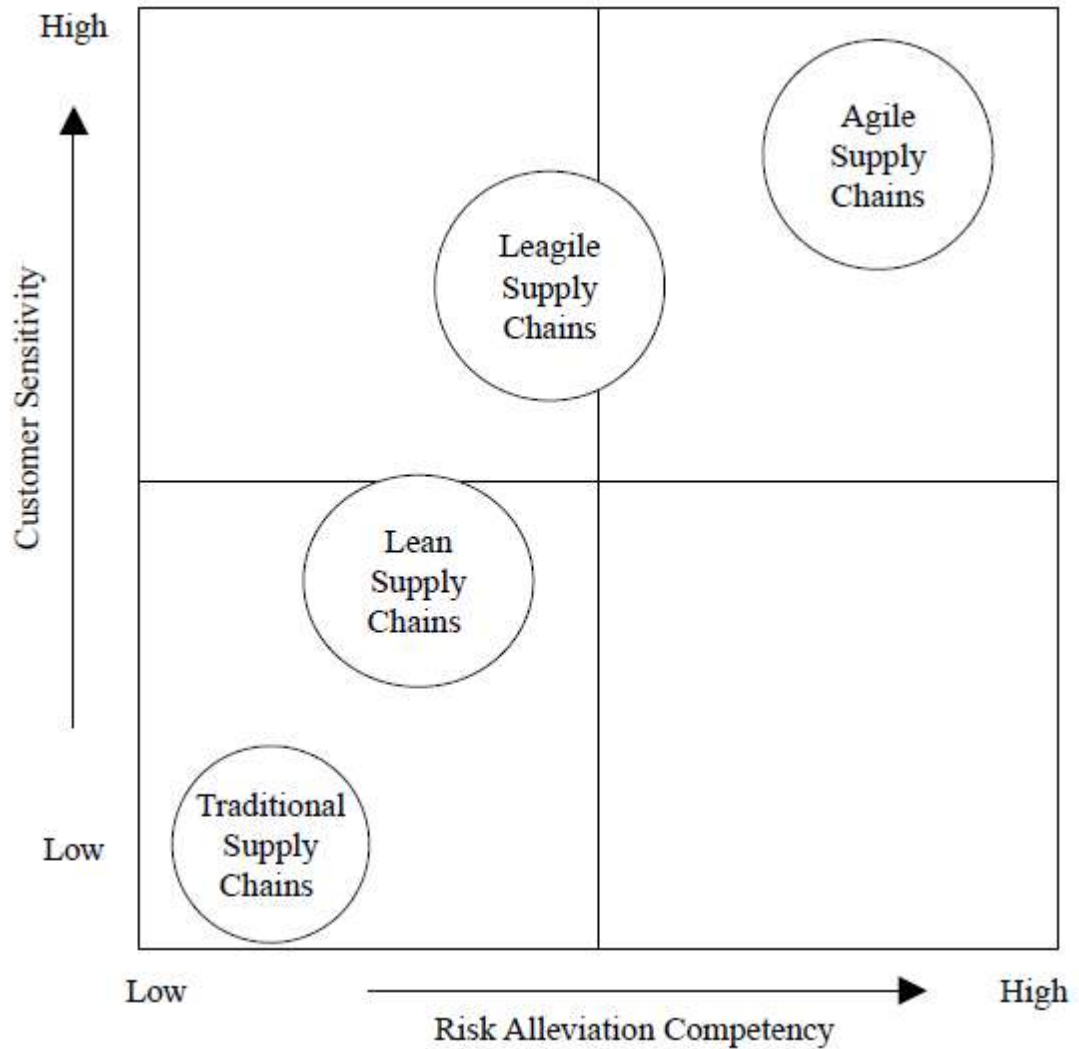 High
Agile
Supply
Chains
Leagile
Supply
Chains
Customer Sensitivity
Lean
Supply
Chains
Traditional
Supply
Chains
Low
Low
High
Risk Alleviation Competency